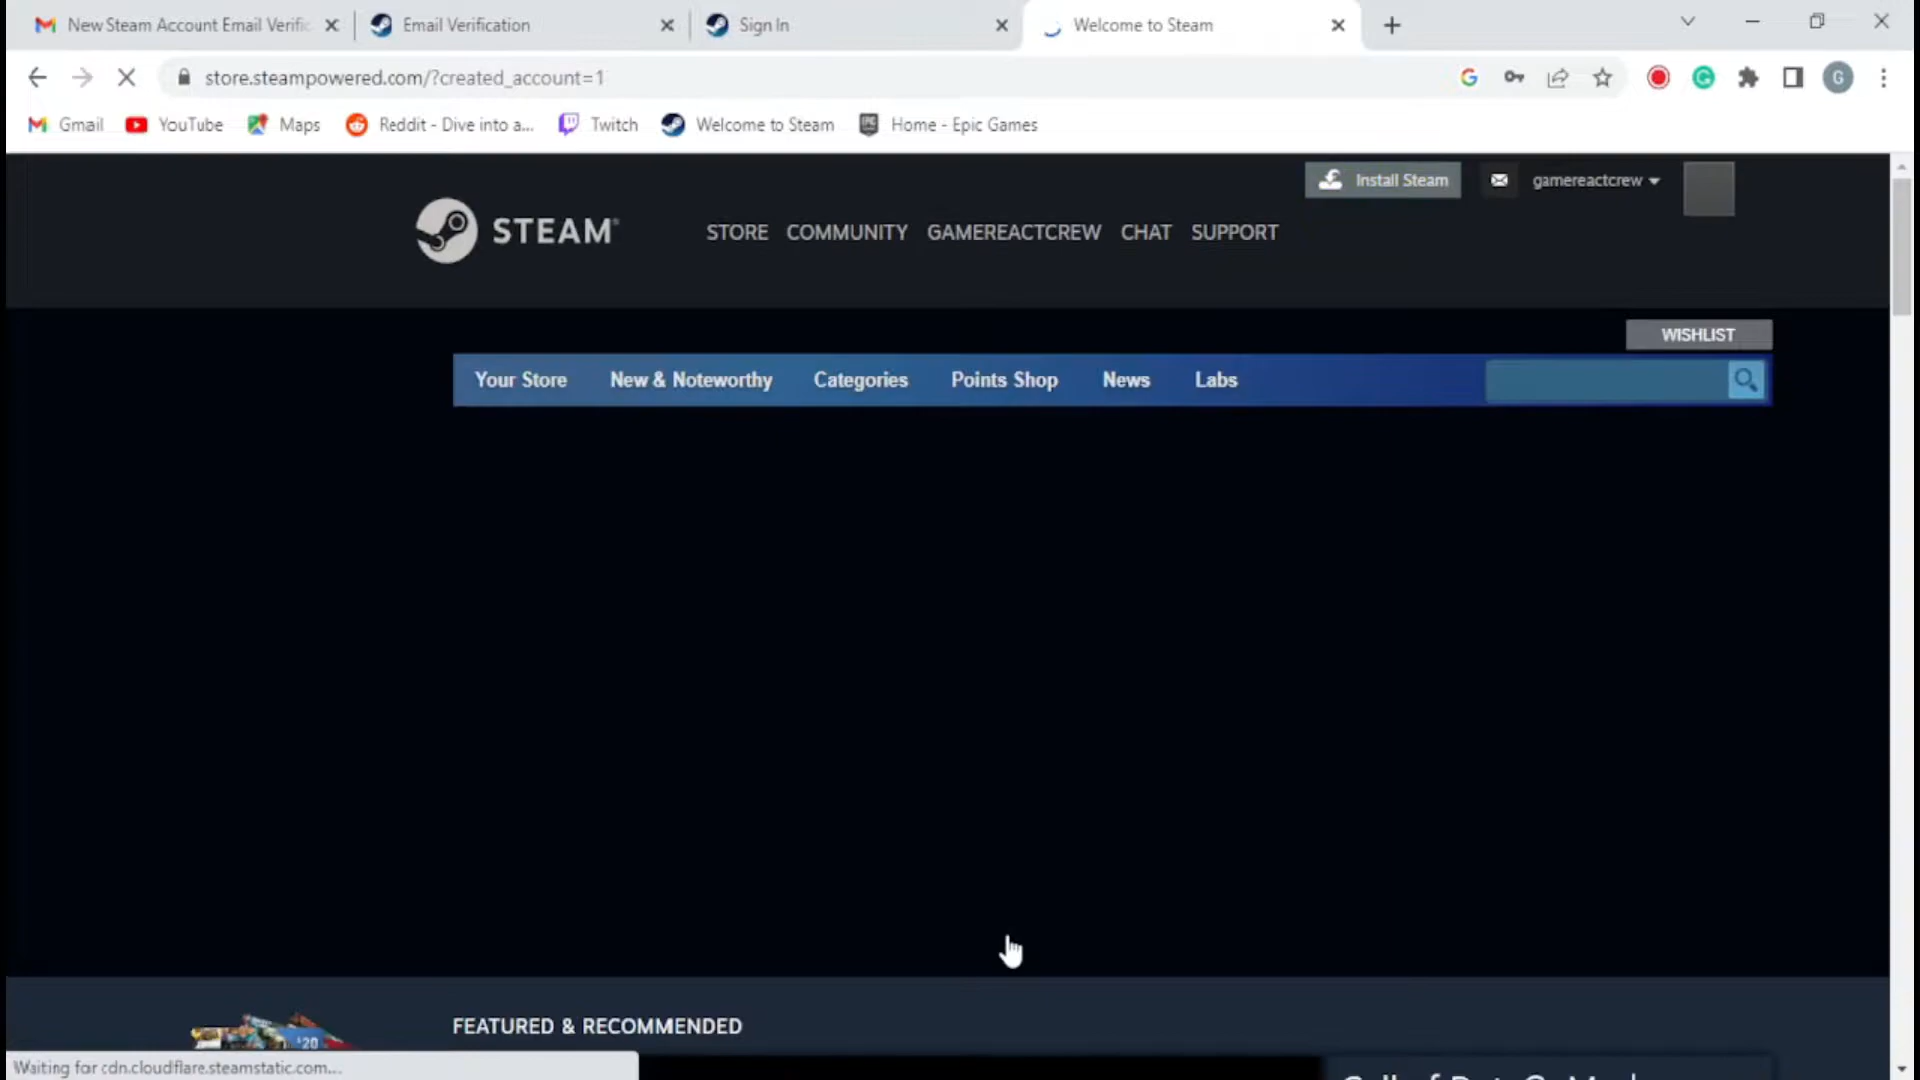 New Steam Account Email Verific
Email Verification
Sign In
Welcome to Steam
store.steampowered.com/?created_account=1
G
G
Gmail
YouTube
Maps
Reddit - Dive into a...
Twitch
Welcome to Steam
Home - Epic Games
Install Steam
gamereactcrew
STEAM
STORE
COMMUNITY
GAMEREACTCREW
CHAT
SUPPORT
WISHLIST
Your Store
New & Noteworthy
Categories
Points Shop
News
Labs
FEATURED & RECOMMENDED
$20
Waiting for cdn.cloudflare.steamstatic.com...